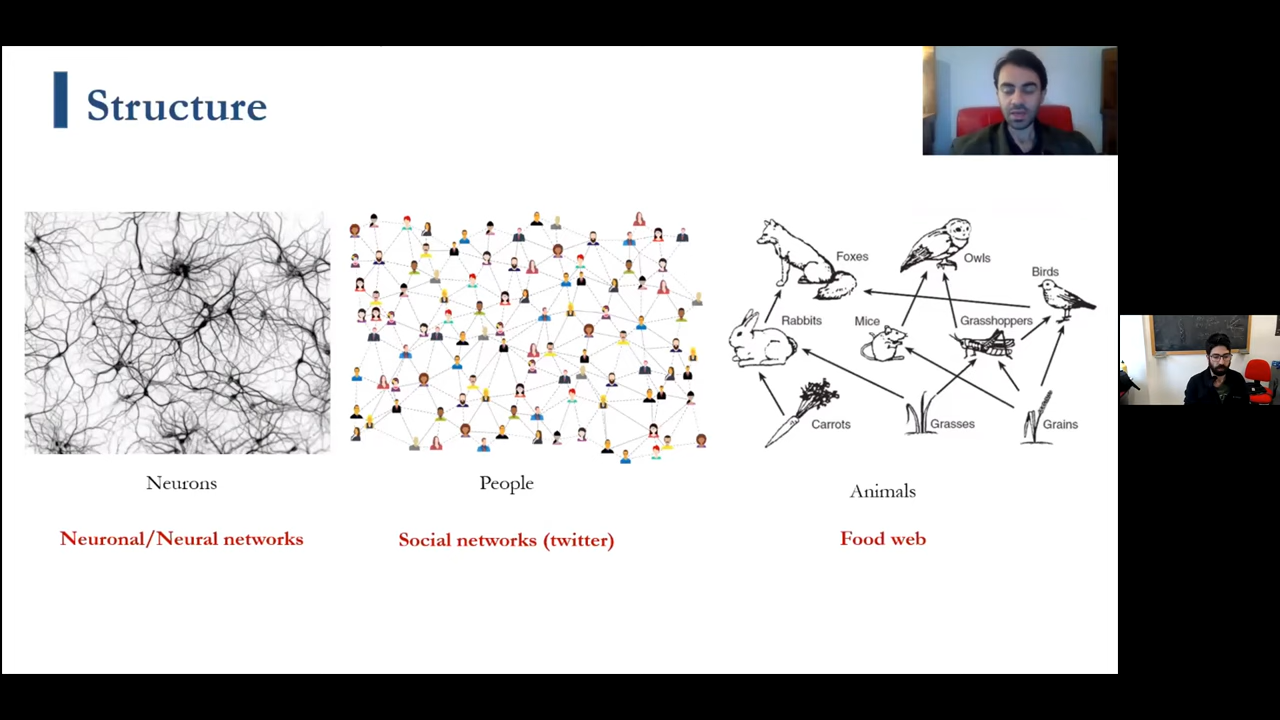 Structure
Foxes
Owls
Birds
Rabbits
Mice
Grasshoppers
Carrots
Grasses
Grains
Neurons
People
Animals
Neuronal/Neural networks
Social networks (twitter)
Food web